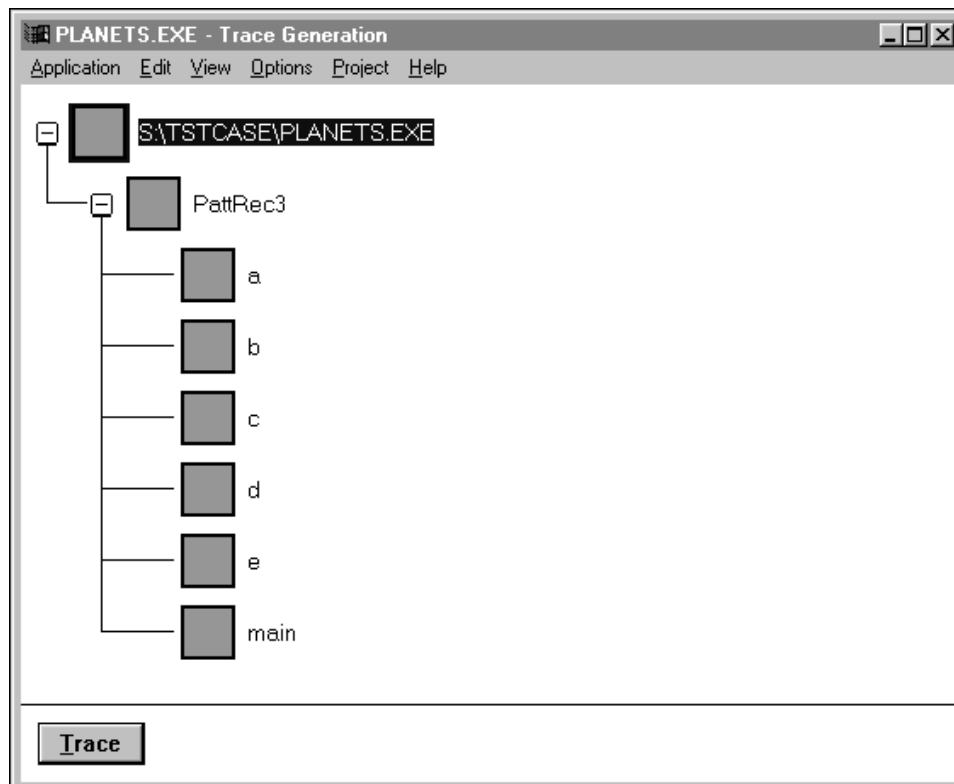 PLANETS.EXE - Trace Generation
Application Edit View Options Project Help
S:\TSTCASE\PLANETS.EXE
PattRec3
a
b
c
d
e
main
Trace